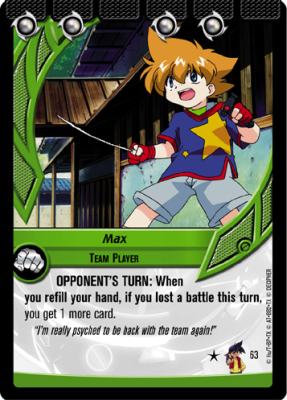 Max
TEAM PLAYER
OPPONENT'S TURN: When
you refill your hand, if you lost a battle this turn,
you get 1 more card.
"I'm really psyched to be back with the team again!"
63